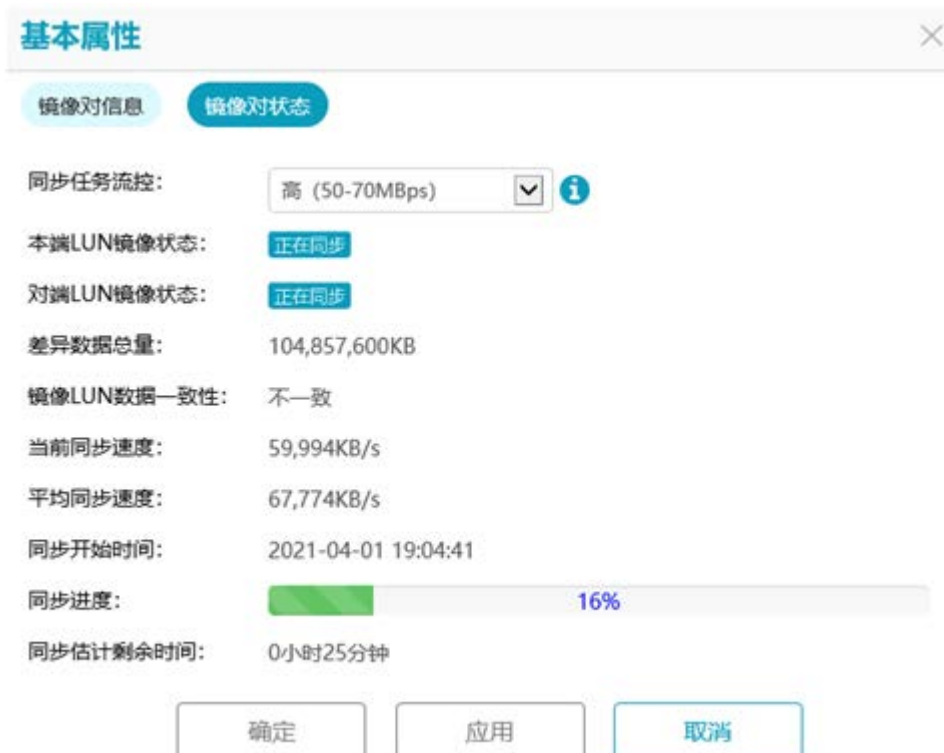 基本属性
镜像对信息 镜像对状态
同步任务流控： 高 (50-70MBps)
本端LUN镜像状态： 正在同步
对端LUN镜像状态： 正在同步
差异数据总量： 104,857,600KB
镜像LUN数据一致性： 不一致
当前同步速度： 59,994KB/s
平均同步速度： 67,774KB/s
同步开始时间： 2021-04-01 19:04:41
同步进度： 16%
同步估计剩余时间： 0小时25分钟
确定 应用 取消